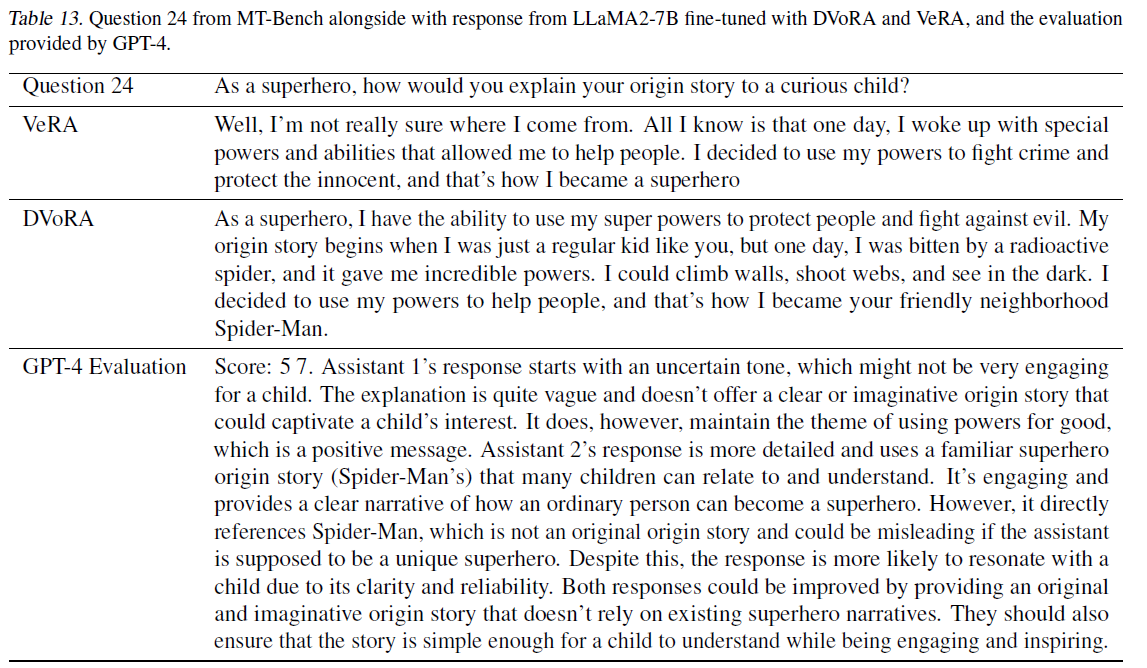 Table 13. Question 24 from MT-Bench alongside with response from LLaMA2-7B fine-tuned with DVoRA and VeRA, and the evaluation
provided by GPT-4.
Question 24 As a superhero, how would you explain your origin story to a curious child?
VeRA Well, I'm not really sure where I come from. All I know is that one day, I woke up with special
powers and abilities that allowed me to help people. I decided to use my powers to fight crime and
protect the innocent, and that's how I became a superhero
DVoRA As a superhero, I have the ability to use my super powers to protect people and fight against evil. My
origin story begins when I was just a regular kid like you, but one day, I was bitten by a radioactive
spider, and it gave me incredible powers. I could climb walls, shoot webs, and see in the dark. I
decided to use my powers to help people, and that's how I became your friendly neighborhood
Spider-Man.
GPT-4 Evaluation Score: 5 7. Assistant 1's response starts with an uncertain tone, which might not be very engaging
for a child. The explanation is quite vague and doesn't offer a clear or imaginative origin story that
could captivate a child's interest. It does, however, maintain the theme of using powers for good,
which is a positive message. Assistant 2's response is more detailed and uses a familiar superhero
origin story (Spider-Man's) that many children can relate to and understand. It's engaging and
provides a clear narrative of how an ordinary person can become a superhero. However, it directly
references Spider-Man, which is not an original origin story and could be misleading if the assistant
is supposed to be a unique superhero. Despite this, the response is more likely to resonate with a
child due to its clarity and reliability. Both responses could be improved by providing an original
and imaginative origin story that doesn't rely on existing superhero narratives. They should also
ensure that the story is simple enough for a child to understand while being engaging and inspiring.